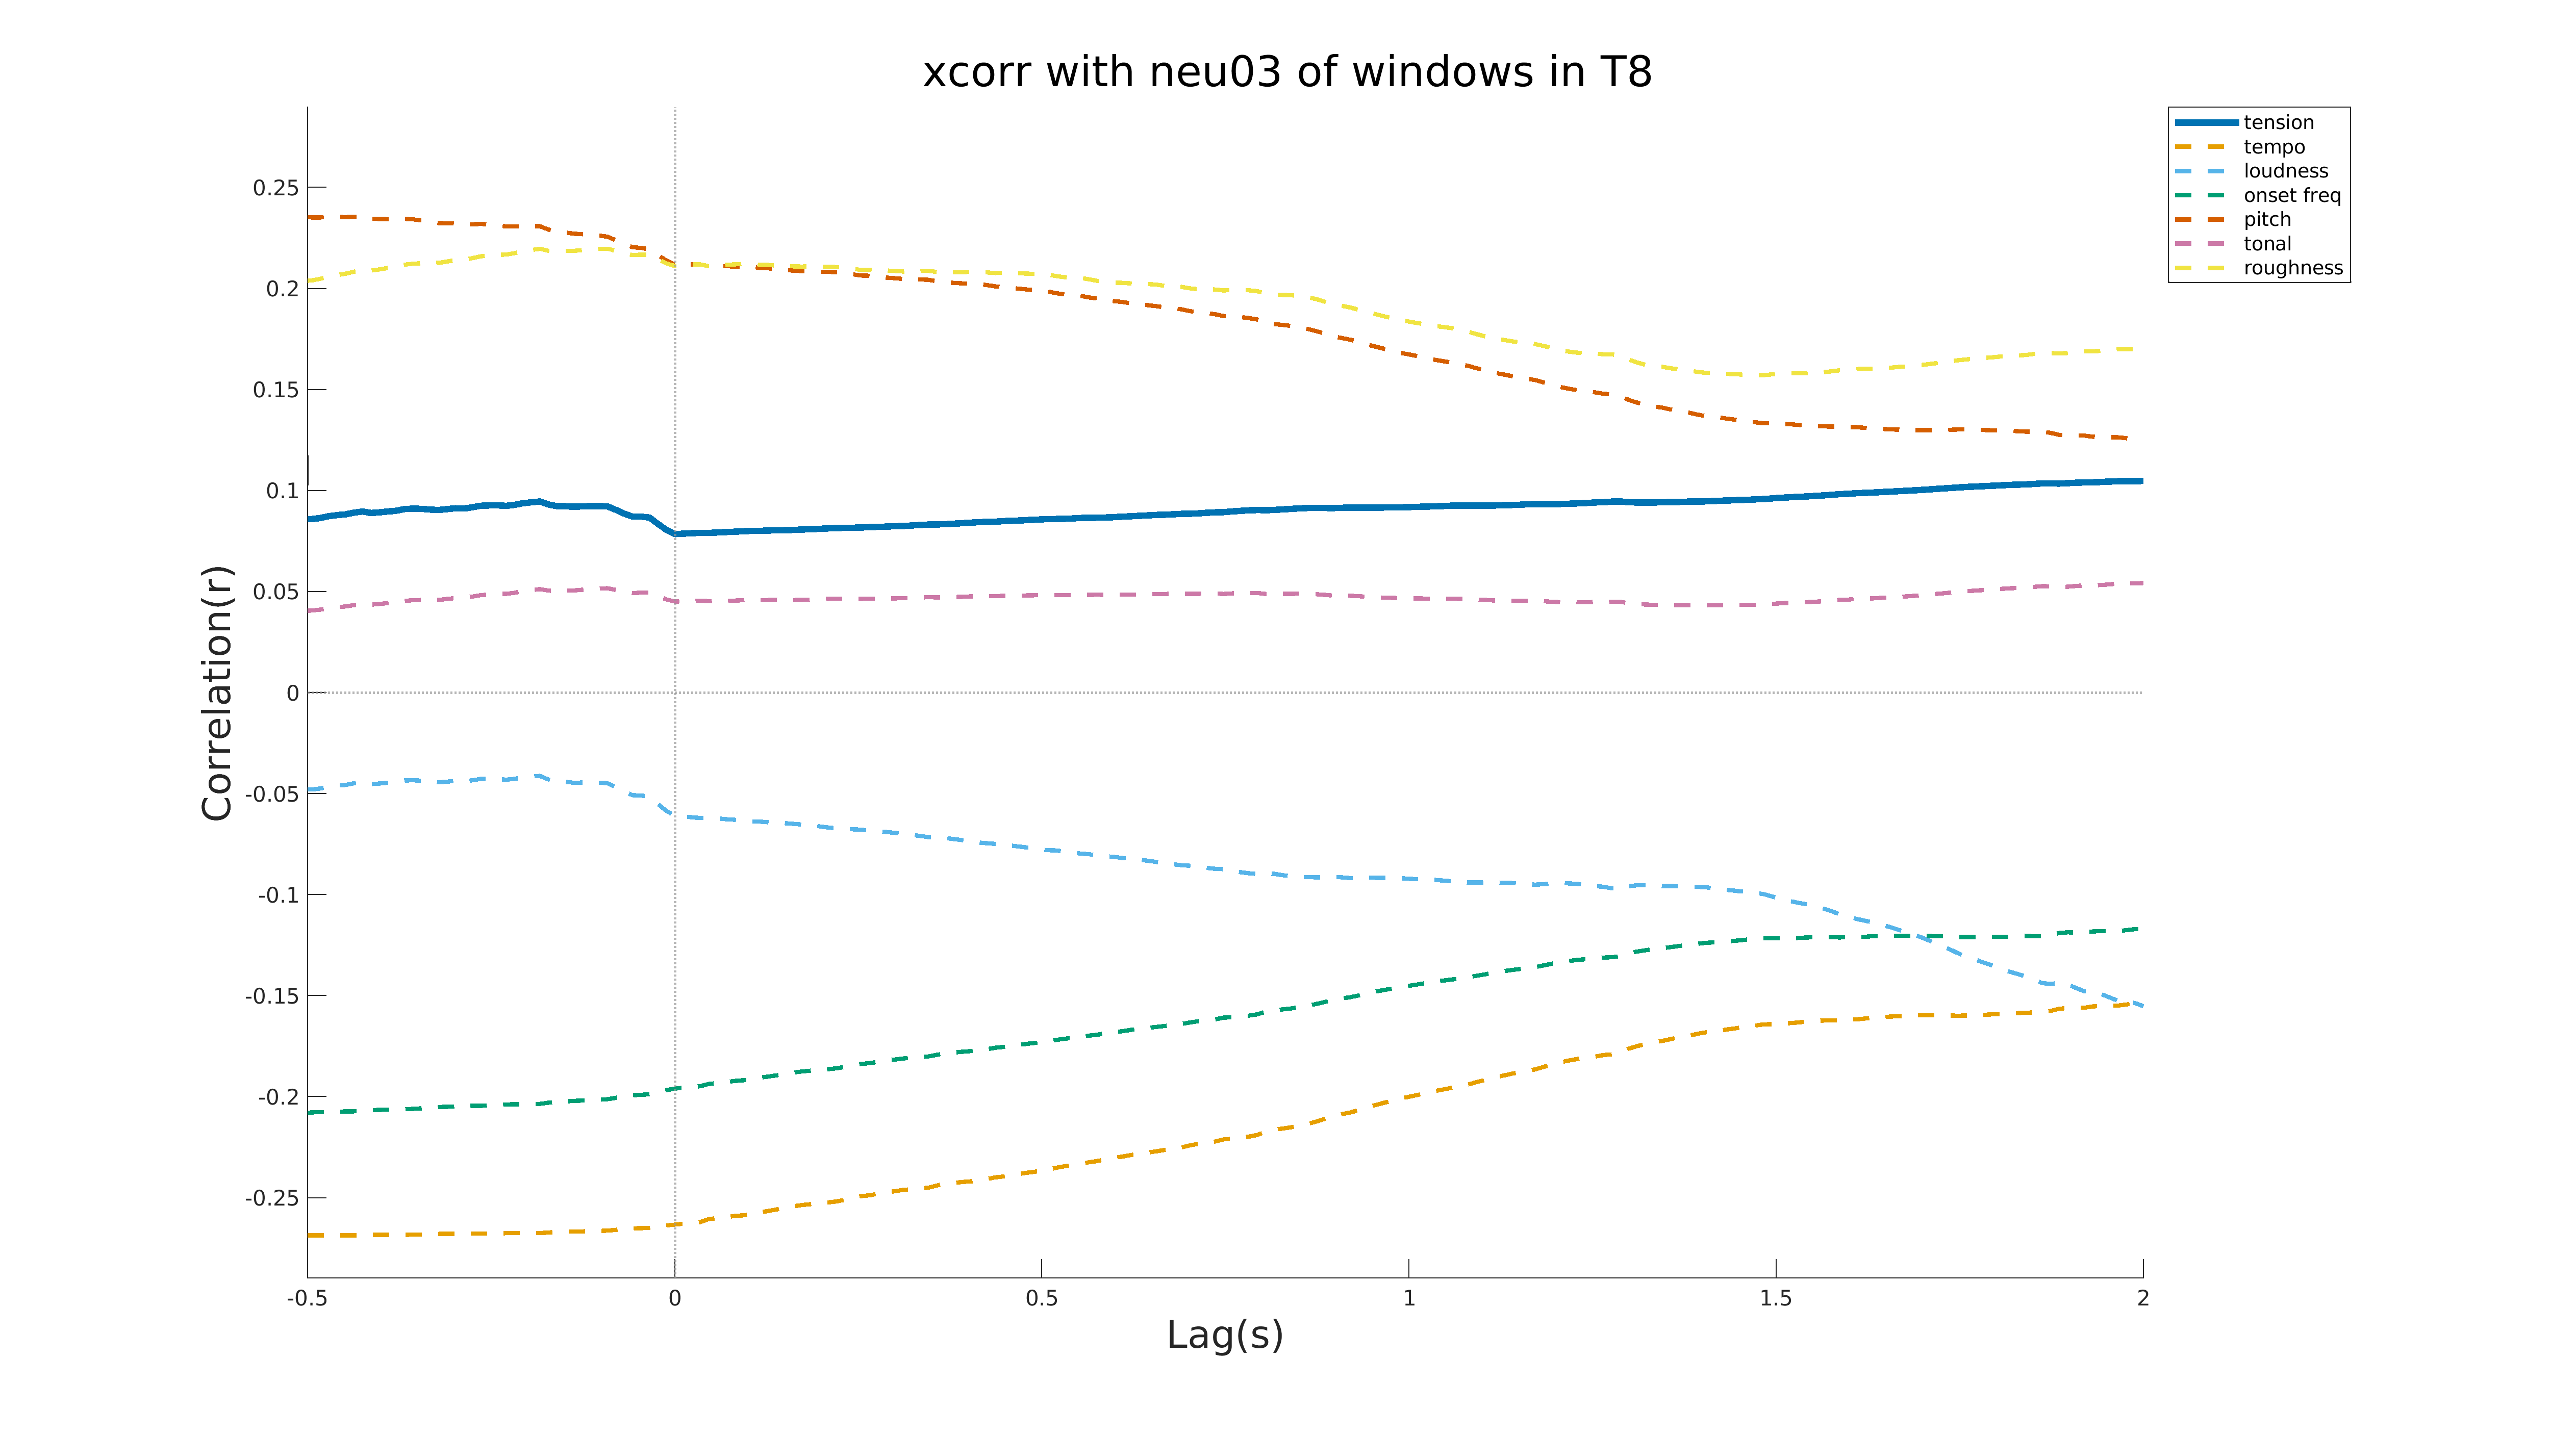 xcorr with neu03 of windows in T8
tension
tempo
loudness
onset freq
pitch
tonal
roughness
Correlation(r)
0.25
0.2
0.15
0.1
0.05
0
-0.05
-0.1
-0.15
-0.2
-0.25
-0.5
0
0.5
1
1.5
2
Lag(s)